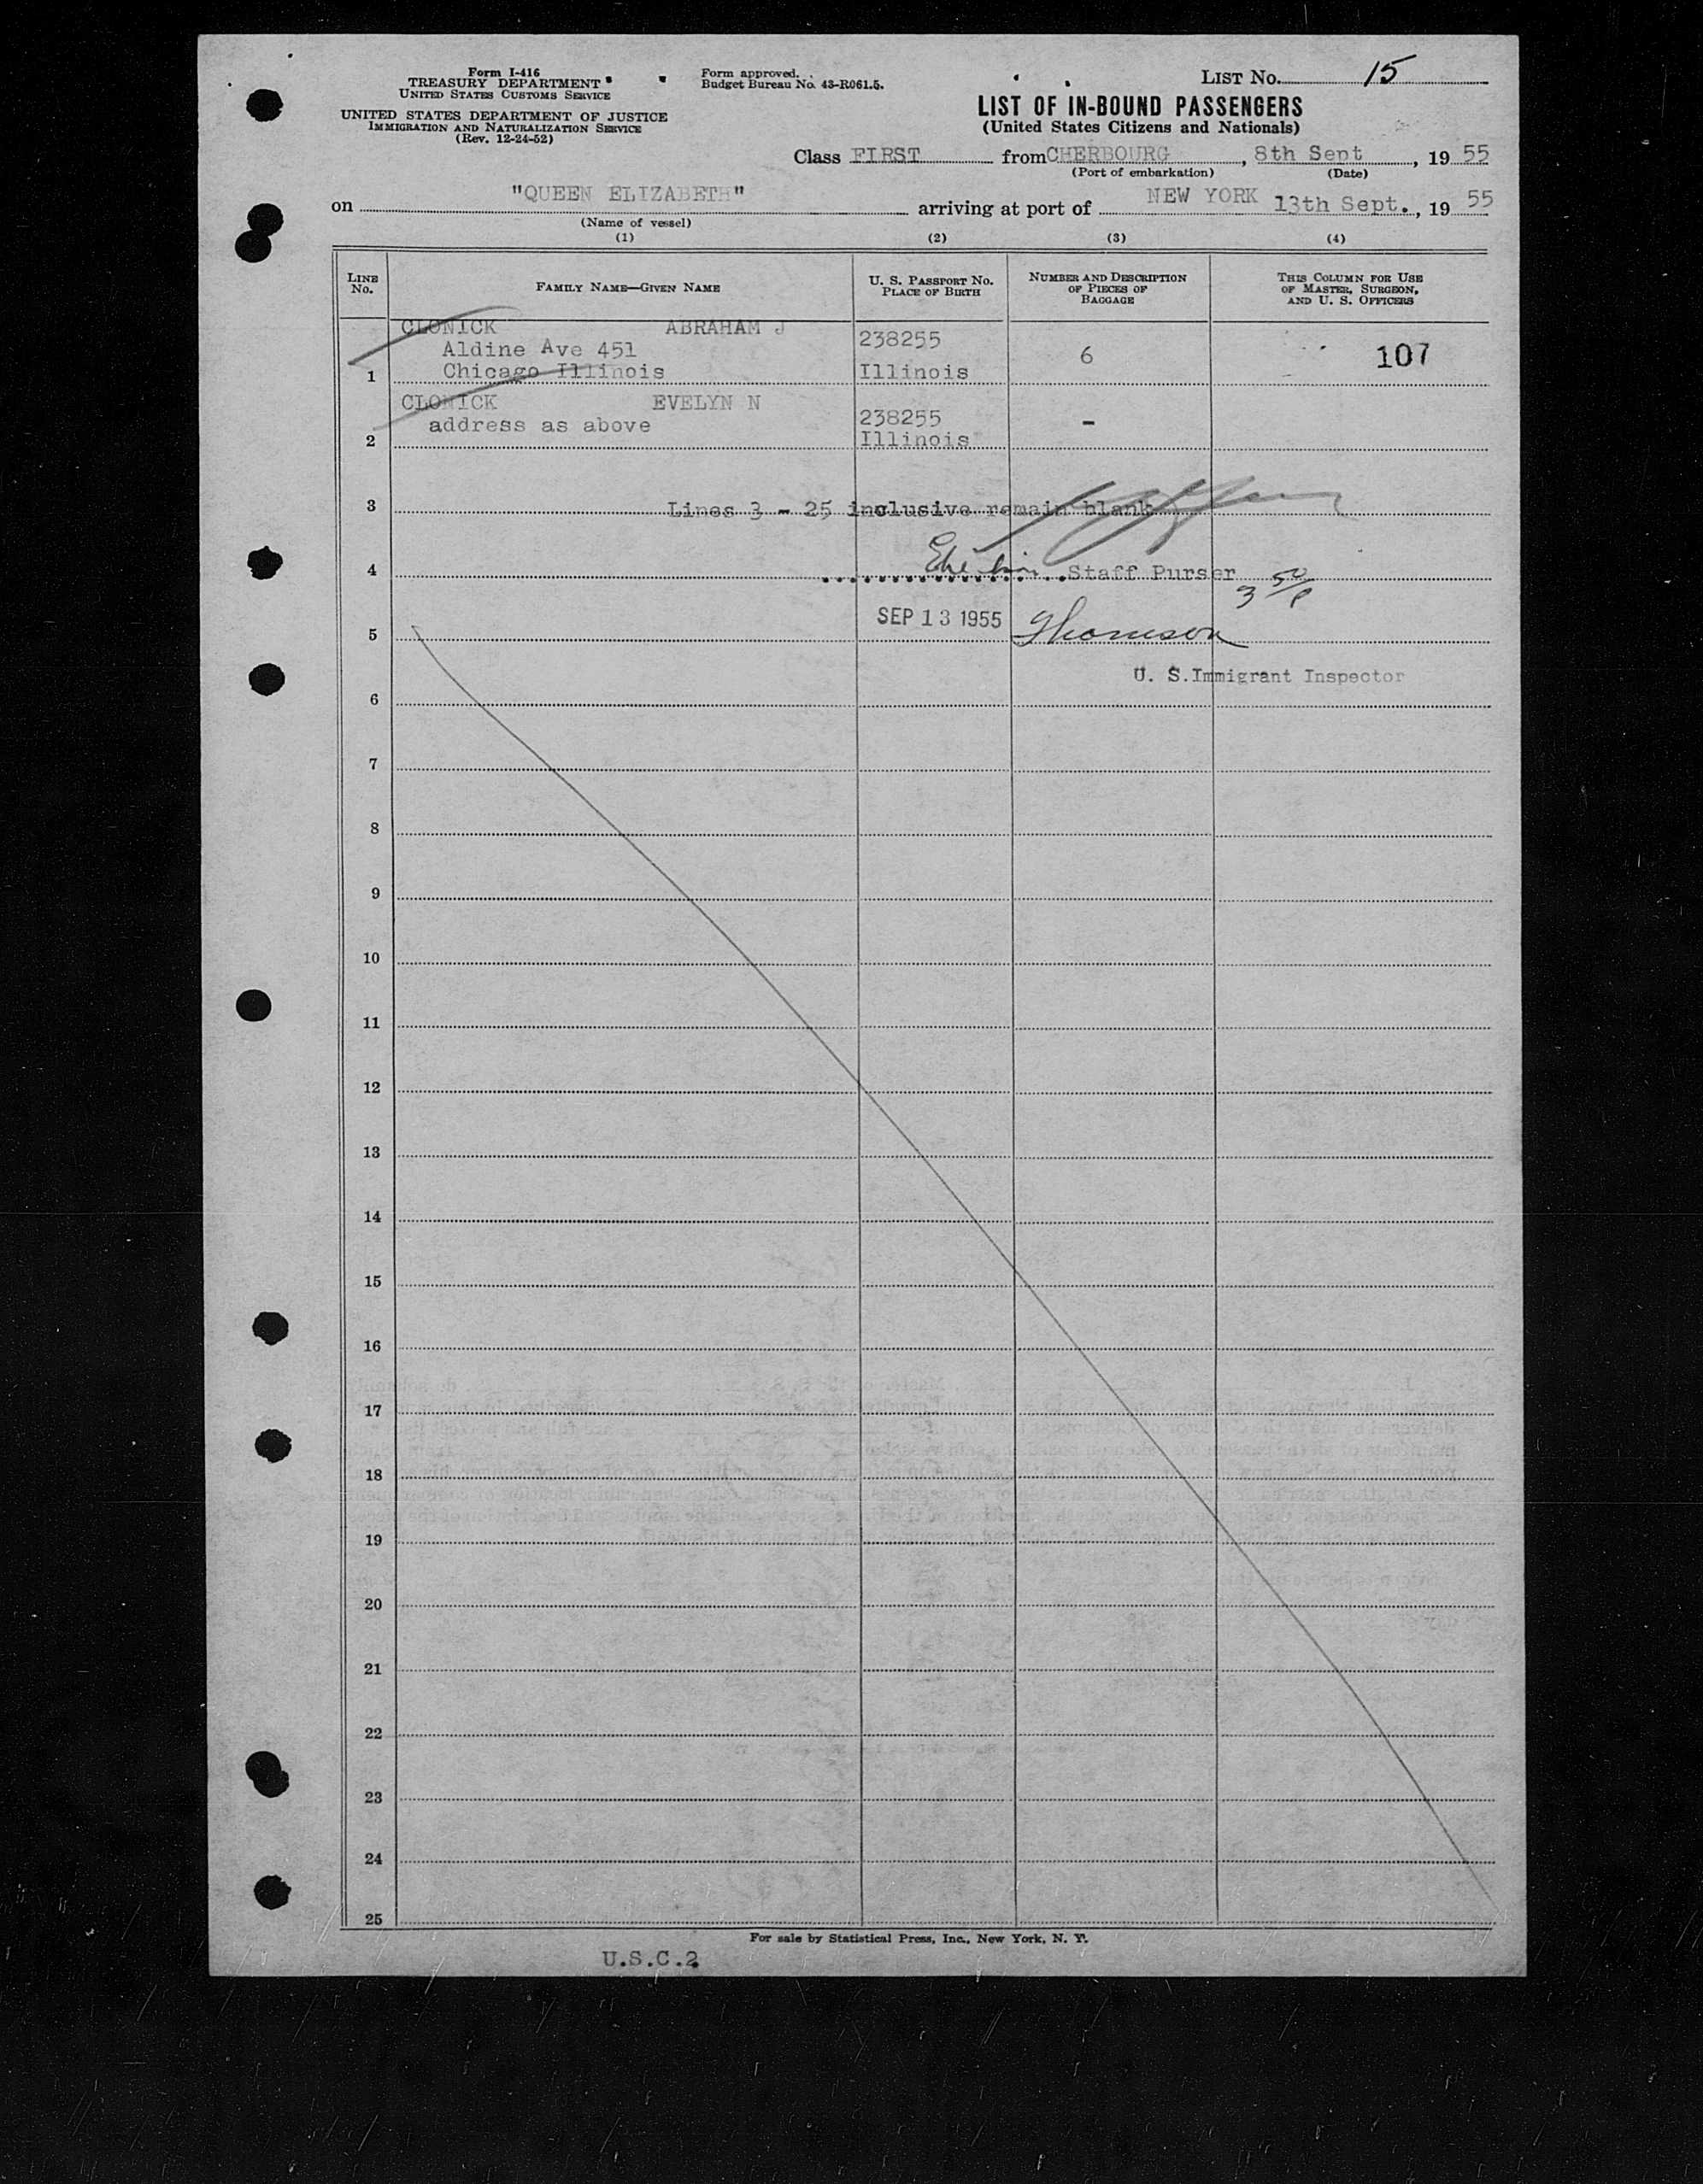 Form I-416
TREASURY DEPARTMENT
UNITED STATES CUSTOMS SERVICE
UNITED STATES DEPARTMENT OF JUSTICE
IMMIGRATION AND NATURALIZATION SERVICE
(Rev. 12-24-52)
Form approved.
Budget Bureau No. 43-R061.5.
LIST NO. 15
LIST OF IN-BOUND PASSENGERS
(United States Citizens and Nationals)
Class FIRST from CHERBOURG, 8th Sept, 19 55
(Port of embarkation) (Date)
on "QUEEN ELIZABETH" arriving at port of NEW YORK 13th Sept., 19 55
(Name of vessel)
(1) (2) (3) (4)
LINE No.
FAMILY NAME—GIVEN NAME
U. S. PASSPORT NO.
PLACE OF BIRTH
NUMBER AND DESCRIPTION
OF PIECES OF
BAGGAGE
THIS COLUMN FOR USE
OF MASTER, SURGEON,
AND U. S. OFFICERS
CLONICK ABRAHAM J
Aldine Ave 451 238255
6 107
1 Chicago Illinois Illinois
CLONICK EVELYN N
address as above 238255 -
2 Illinois
3 Lines 3 - 25 inclusive remain blank
4 Staff Purser
3 50/P
5 SEP 13 1955 Thomson
U. S. Immigrant Inspector
6
7
8
9
10
11
12
13
14
15
16
17
18
19
20
21
22
23
24
25
For sale by Statistical Press, Inc., New York, N. Y.
U.S.C.2